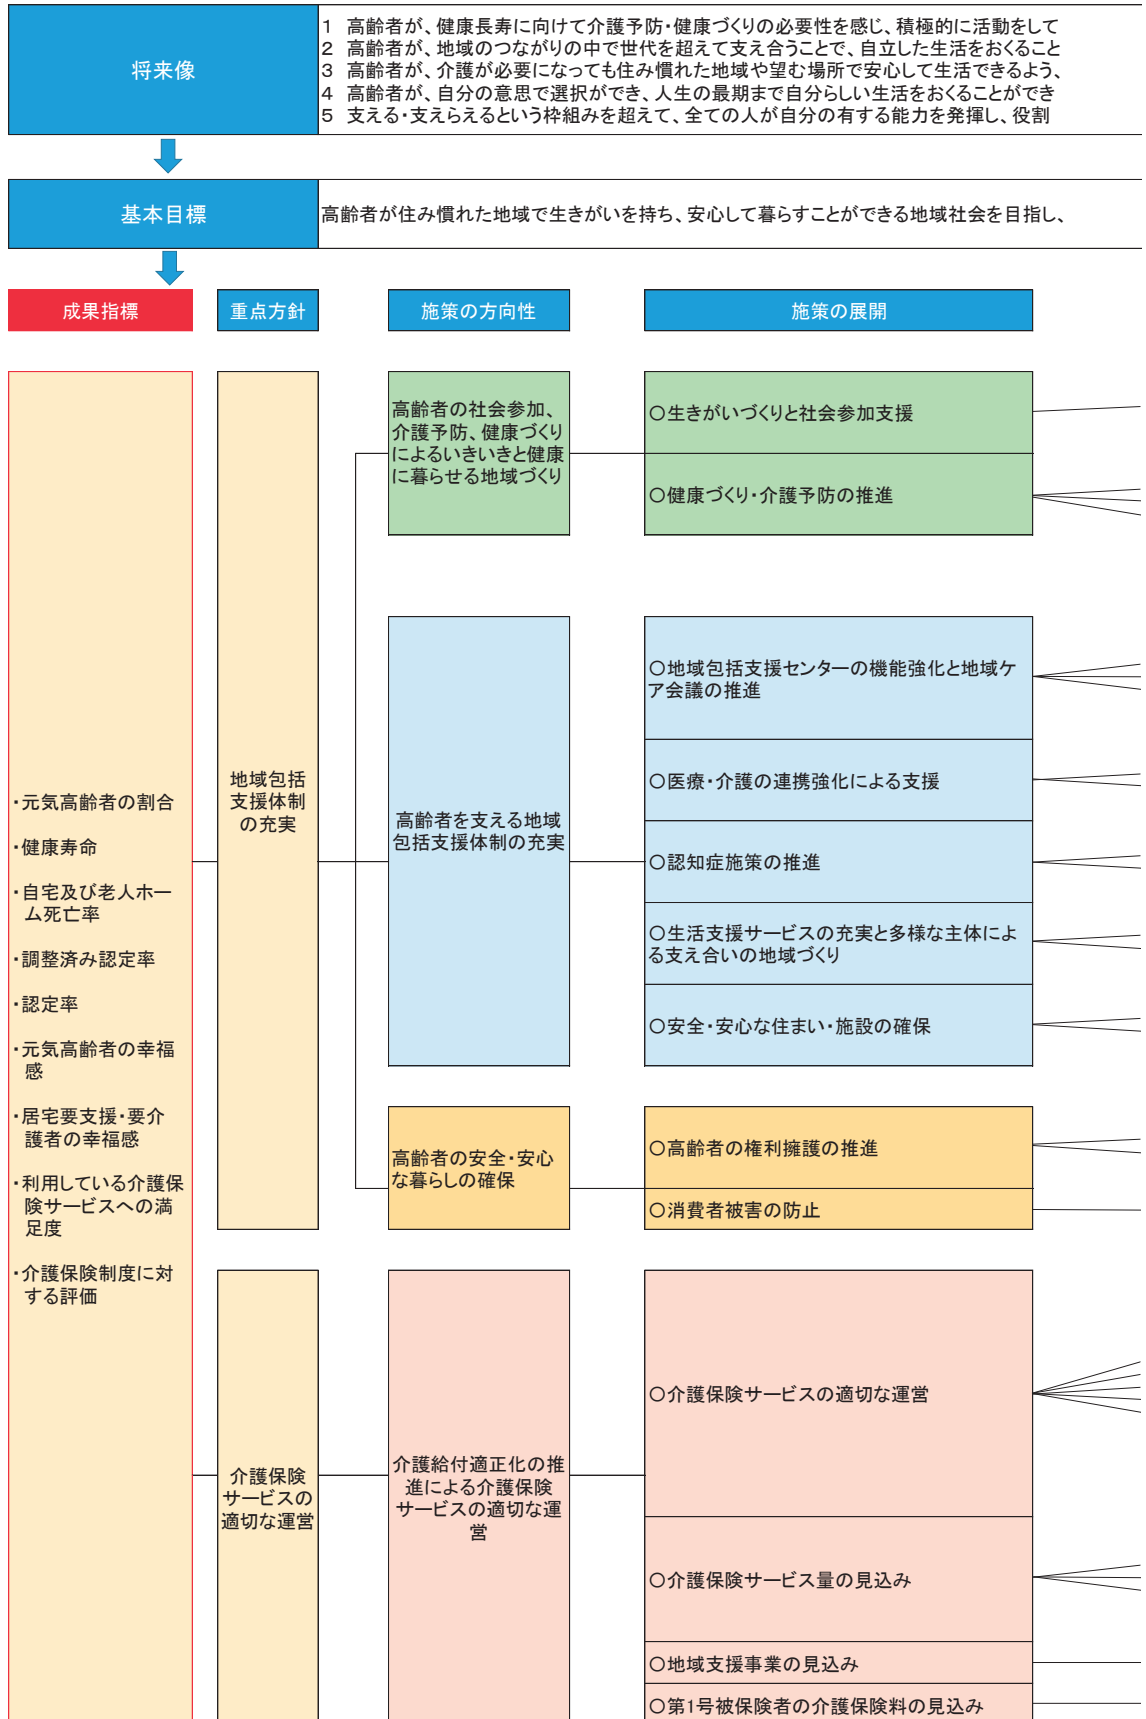 将来像
1 高齢者が、健康長寿に向けて介護予防・健康づくりの必要性を感じ、積極的に活動をして
2 高齢者が、地域のつながりの中で世代を超えて支え合うことで、自立した生活をおくること
3 高齢者が、介護が必要になっても住み慣れた地域や望む場所で安心して生活できるよう、
4 高齢者が、自分の意思で選択ができ、人生の最期まで自分らしい生活をおくることができ
5 支える・支えらえるという枠組みを超えて、全ての人が自分の有する能力を発揮し、役割
基本目標
高齢者が住み慣れた地域で生きがいを持ち、安心して暮らすことができる地域社会を目指し、
成果指標
重点方針
施策の方向性
施策の展開
・元気高齢者の割合
・健康寿命
・自宅及び老人ホー
ム死亡率
・調整済み認定率
・認定率
・元気高齢者の幸福
感
・居宅要支援・要介
護者の幸福感
・利用している介護保
険サービスへの満
足度
・介護保険制度に対
する評価
地域包括
支援体制
の充実
高齢者の社会参加、
介護予防、健康づくり
によるいきいきと健康
に暮らせる地域づくり
○生きがいづくりと社会参加支援
○健康づくり・介護予防の推進
高齢者を支える地域
包括支援体制の充実
○地域包括支援センターの機能強化と地域ケ
ア会議の推進
○医療・介護の連携強化による支援
○認知症施策の推進
○生活支援サービスの充実と多様な主体によ
る支え合いの地域づくり
○安全・安心な住まい・施設の確保
高齢者の安全・安心
な暮らしの確保
○高齢者の権利擁護の推進
○消費者被害の防止
介護保険
サービスの
適切な運営
介護給付適正化の推
進による介護保険
サービスの適切な運
営
○介護保険サービスの適切な運営
○介護保険サービス量の見込み
○地域支援事業の見込み
○第1号被保険者の介護保険料の見込み